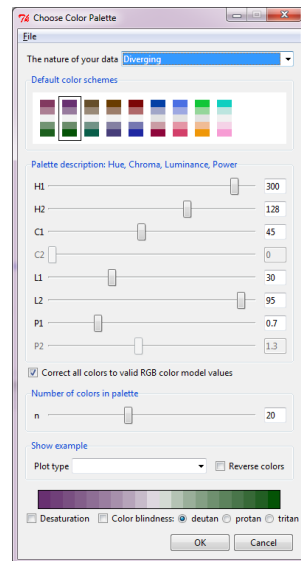 Choose Color Palette
File
The nature of your data Diverging
Default color schemes
Palette description: Hue, Chroma, Luminance, Power
H1 300
H2 128
C1 45
C2 0
L1 30
L2 95
P1 0.7
P2 1.3
Correct all colors to valid RGB color model values
Number of colors in palette
n 20
Show example
Plot type Reverse colors
Desaturation Color blindness: deutan protan tritan
OK Cancel